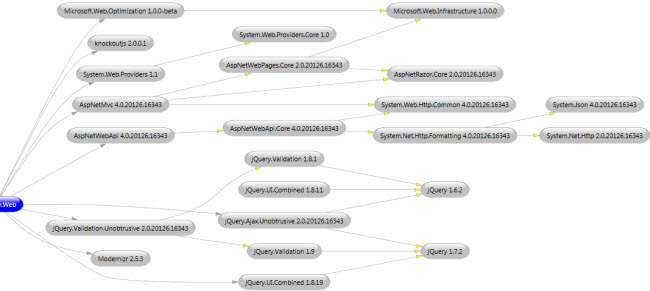 Microsoft.Web.Optimization 1.0.0-beta
Microsoft.Web.Infrastructure 1.0.0.0
knockoutjs 2.0.0.1
System.Web.Providers.Core 1.0
System.Web.Providers 1.1
AspNetWebPages.Core 2.0.20126.16343
AspNetRazor.Core 2.0.20126.16343
AspNetMvc 4.0.20126.16343
System.Web.Http.Common 4.0.20126.16343
System.Json 4.0.20126.16343
AspNetWebApi 4.0.20126.16343
AspNetWebApi.Core 4.0.20126.16343
System.Net.Http.Formatting 4.0.20126.16343
System.Net.Http 2.0.20126.16343
jQuery.Validation 1.8.1
jQuery.UI.Combined 1.8.11
jQuery 1.6.2
.Web
jQuery.Ajax.Unobtrusive 2.0.20126.16343
jQuery.Validation.Unobtrusive 2.0.20126.16343
jQuery.Validation 1.9
jQuery 1.7.2
Modernizr 2.5.3
jQuery.UI.Combined 1.8.19